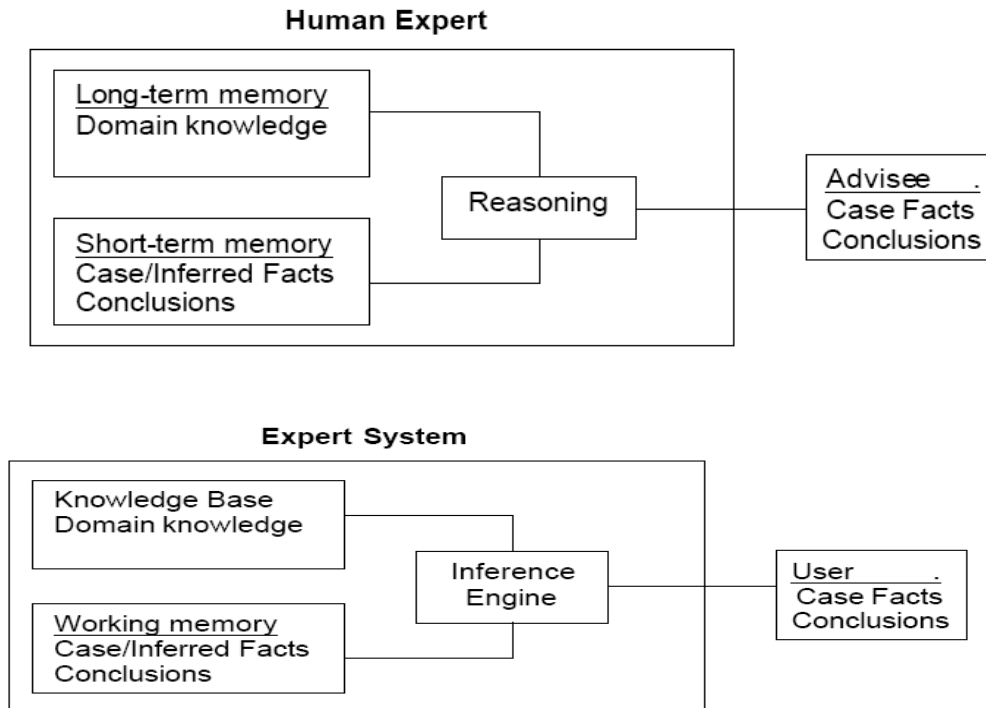 Human Expert
Long-term memory
Domain knowledge
Short-term memory
Case/Inferred Facts
Conclusions
Reasoning
Advisee .
Case Facts
Conclusions
Expert System
Knowledge Base
Domain knowledge
Working memory
Case/Inferred Facts
Conclusions
Inference
Engine
User .
Case Facts
Conclusions